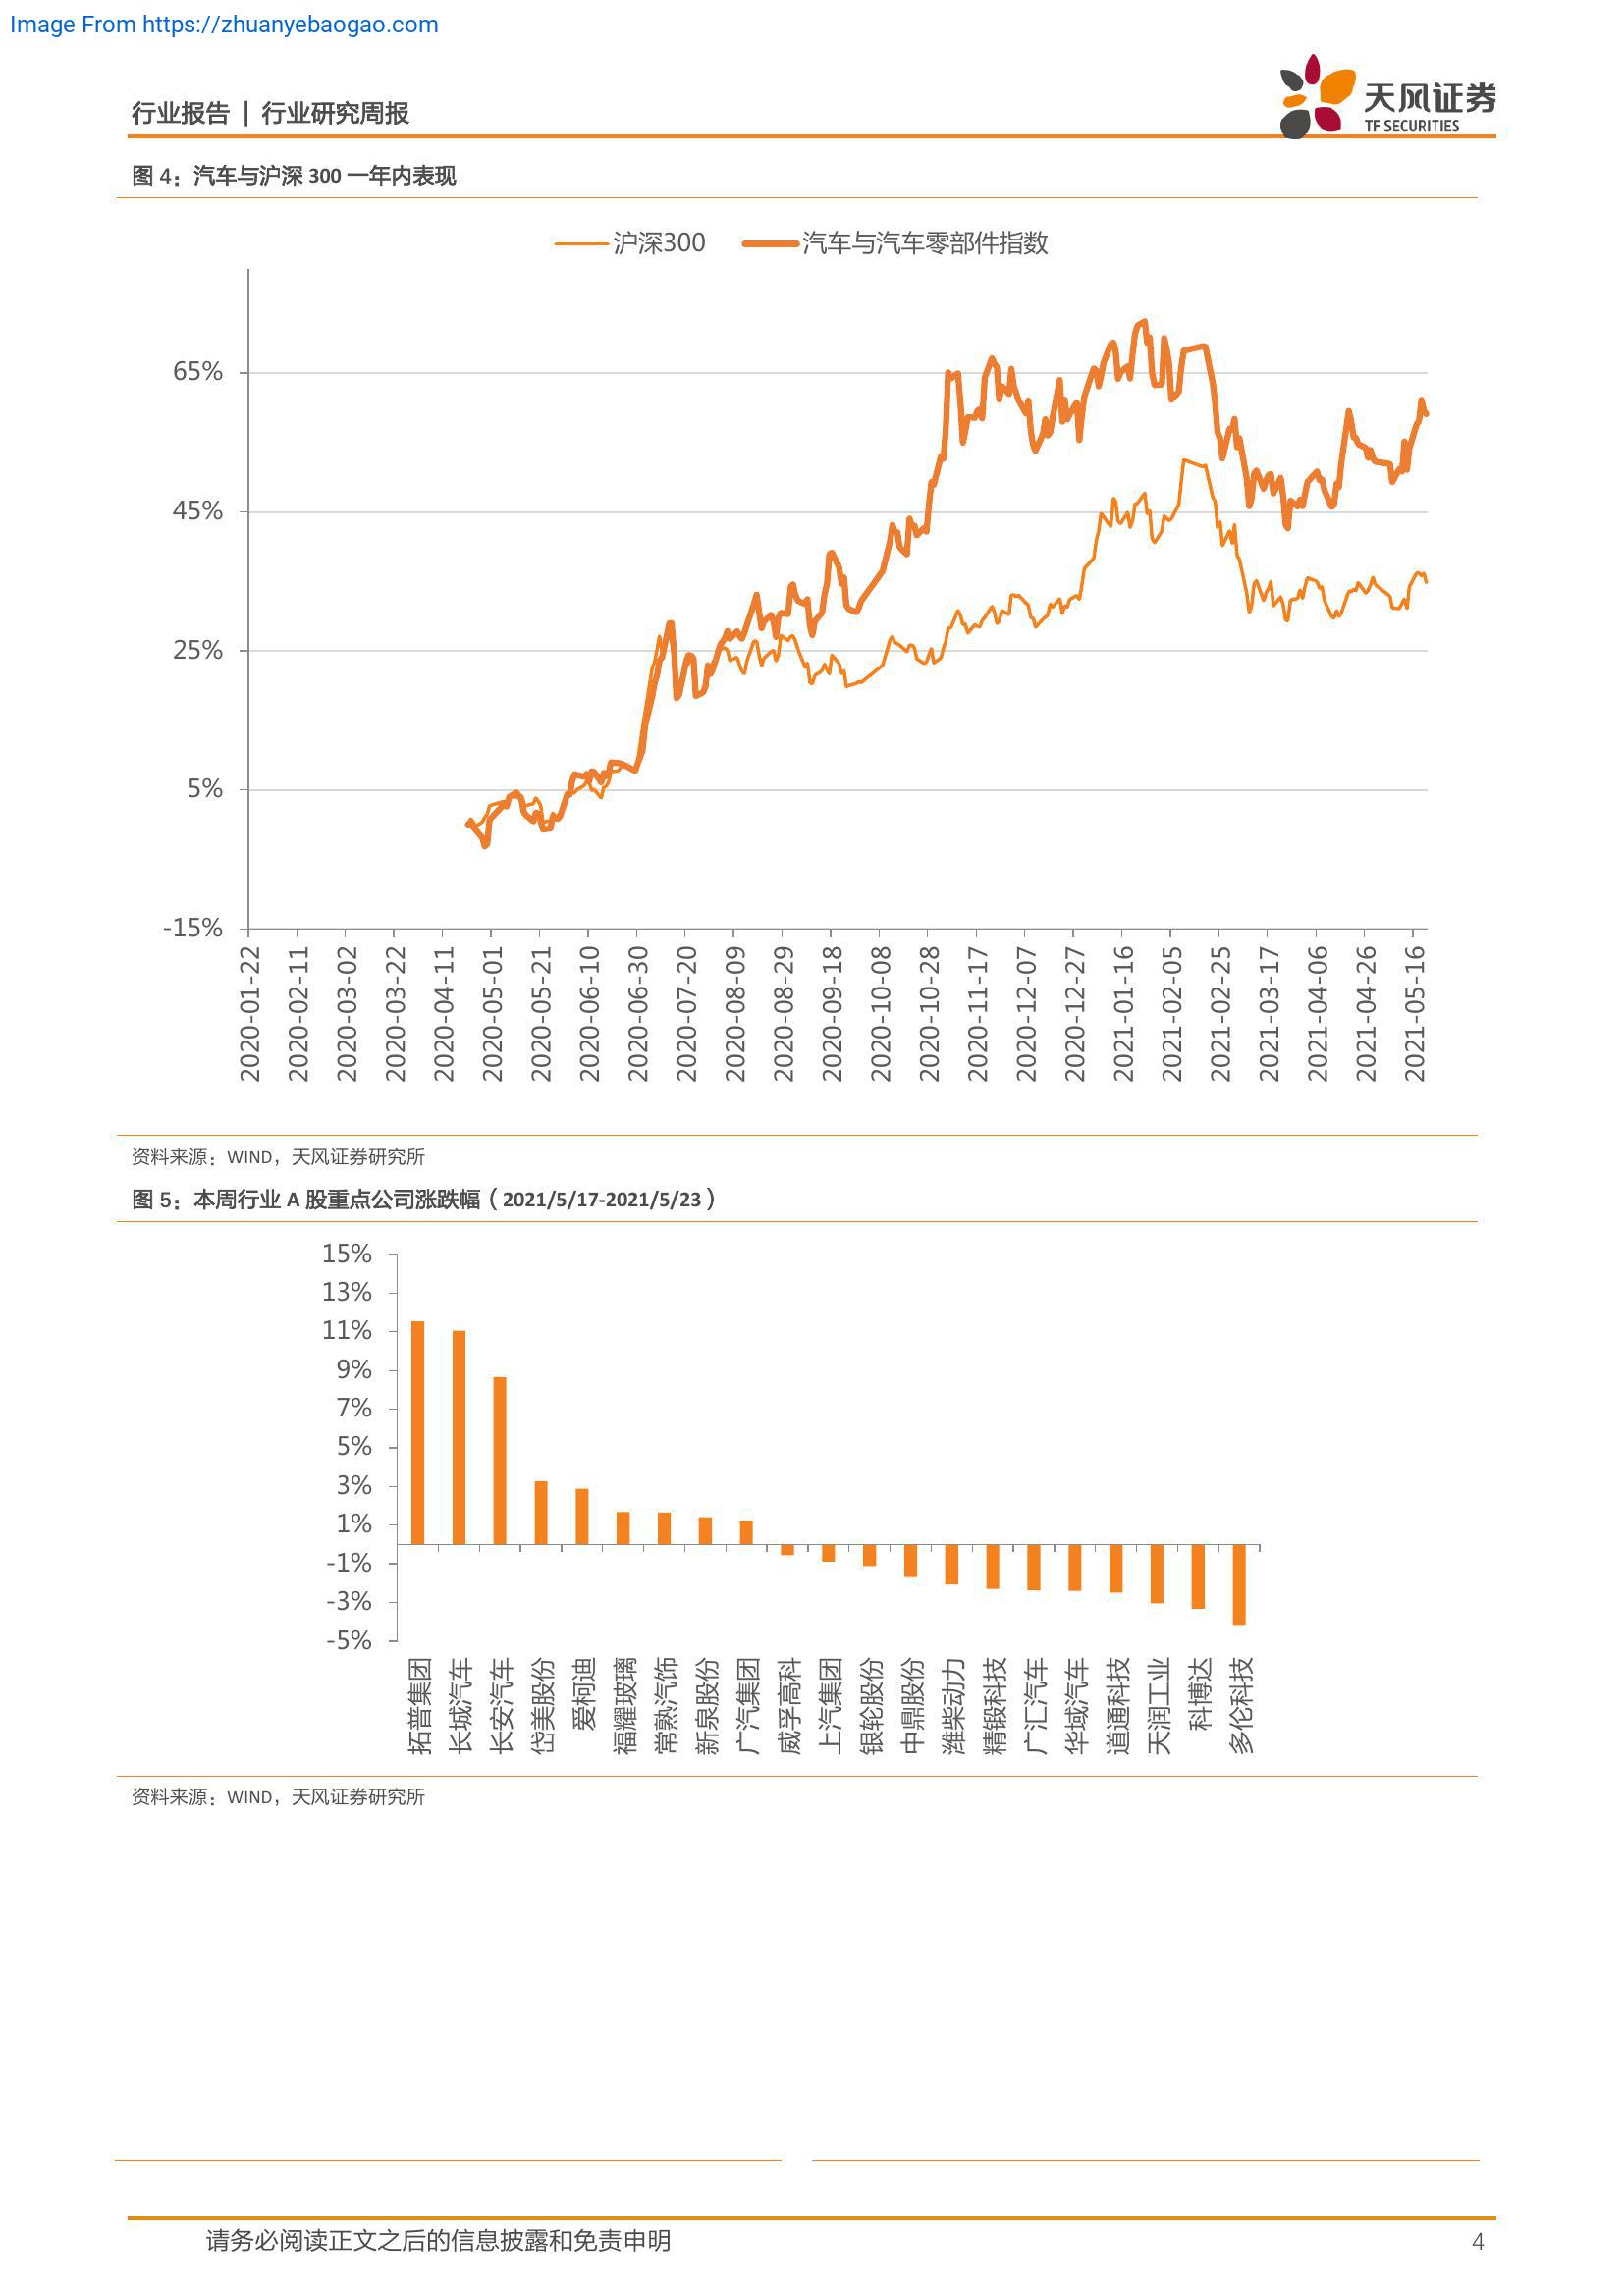 Image From https://zhuanyebaogao.com
行业报告 | 行业研究周报
天风证券
TF SECURITIES
图 4：汽车与沪深 300 一年内表现
沪深300
汽车与汽车零部件指数
65%
45%
25%
5%
-15%
2020-01-22
2020-02-11
2020-03-02
2020-03-22
2020-04-11
2020-05-01
2020-05-21
2020-06-10
2020-06-30
2020-07-20
2020-08-09
2020-08-29
2020-09-18
2020-10-08
2020-10-28
2020-11-17
2020-12-07
2020-12-27
2021-01-16
2021-02-05
2021-02-25
2021-03-17
2021-04-06
2021-04-26
2021-05-16
资料来源：WIND，天风证券研究所
图 5：本周行业 A 股重点公司涨跌幅（2021/5/17-2021/5/23）
15%
13%
11%
9%
7%
5%
3%
1%
-1%
-3%
-5%
拓普集团
长城汽车
长安汽车
岱美股份
爱柯迪
福耀玻璃
常熟汽饰
新泉股份
广汽集团
威孚高科
上汽集团
银轮股份
中鼎股份
潍柴动力
精锻科技
广汇汽车
华域汽车
道通科技
天润工业
科博达
多伦科技
资料来源：WIND，天风证券研究所
请务必阅读正文之后的信息披露和免责申明
4